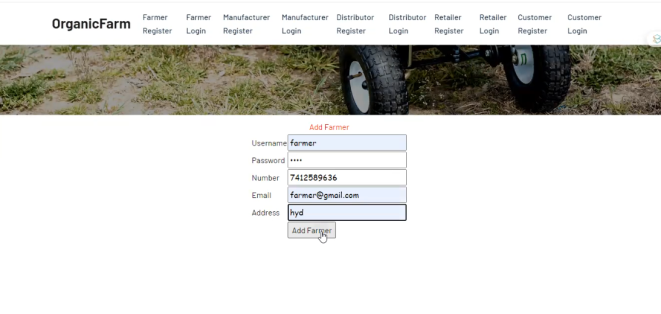 OrganicFarm
Farmer Register
Farmer Login
Manufacturer Register
Manufacturer Login
Distributor Register
Distributor Login
Retailer Register
Retailer Login
Customer Register
Customer Login
Add Farmer
Username farmer
Password ••••
Number 7412589636
Email farmer@gmail.com
Address hyd
Add Farmer